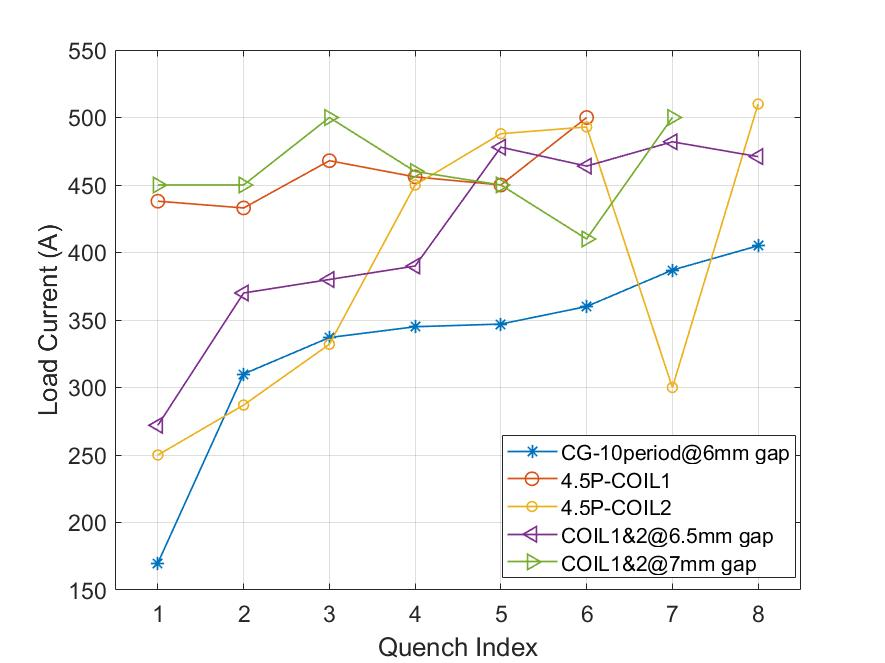 550
500
450
400
350
300
250
200
150
Load Current (A)
CG-10period@6mm gap
4.5P-COIL1
4.5P-COIL2
COIL1&2@6.5mm gap
COIL1&2@7mm gap
1 2 3 4 5 6 7 8
Quench Index